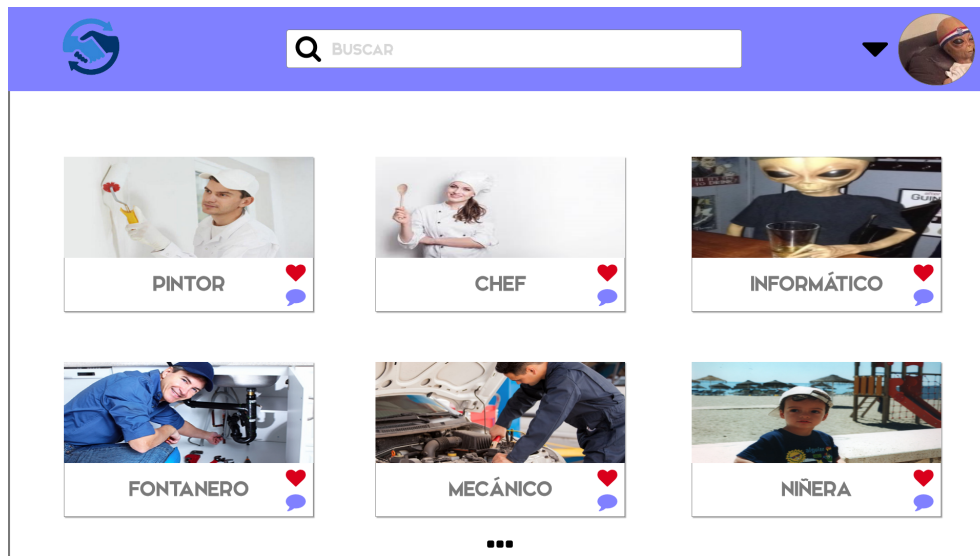 BUSCAR
PINTOR
CHEF
INFORMÁTICO
FONTANERO
MECÁNICO
NIÑERA